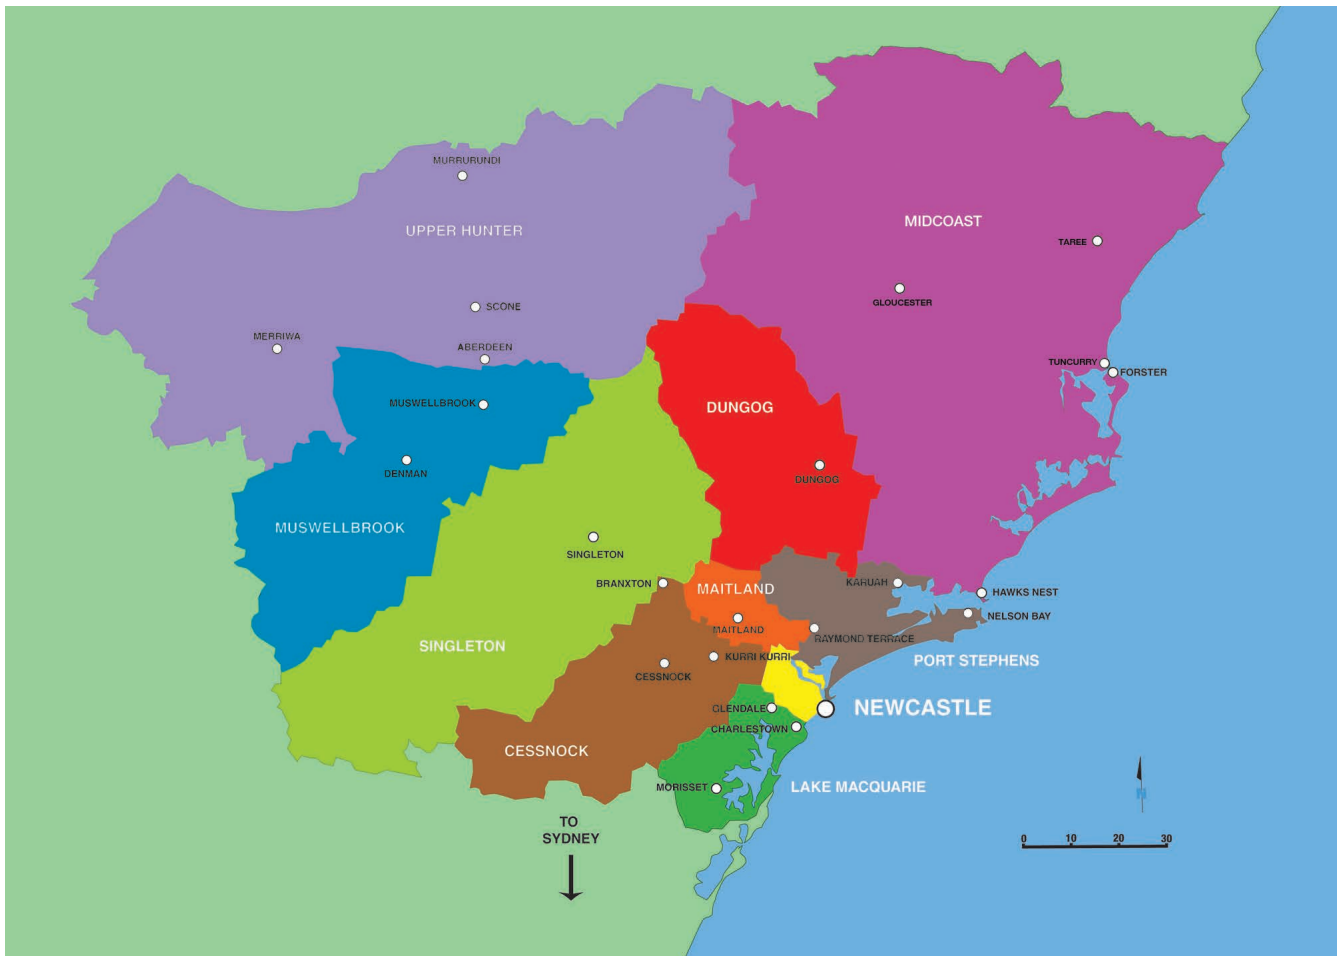 MURRURUNDI
UPPER HUNTER
MIDCOAST
TAREE
GLOUCESTER
SCONE
MERRIWA
ABERDEEN
TUNCURRY
FORSTER
MUSWELLBROOK
DUNGOG
DENMAN
DUNGOG
MUSWELLBROOK
SINGLETON
BRANXTON
MAITLAND
KARUAH
HAWKS NEST
NELSON BAY
MAITLAND
RAYMOND TERRACE
SINGLETON
KURRI KURRI
PORT STEPHENS
CESSNOCK
GLENDALE
NEWCASTLE
CHARLESTOWN
CESSNOCK
MORISSET
LAKE MACQUARIE
N
TO
SYDNEY
0 10 20 30